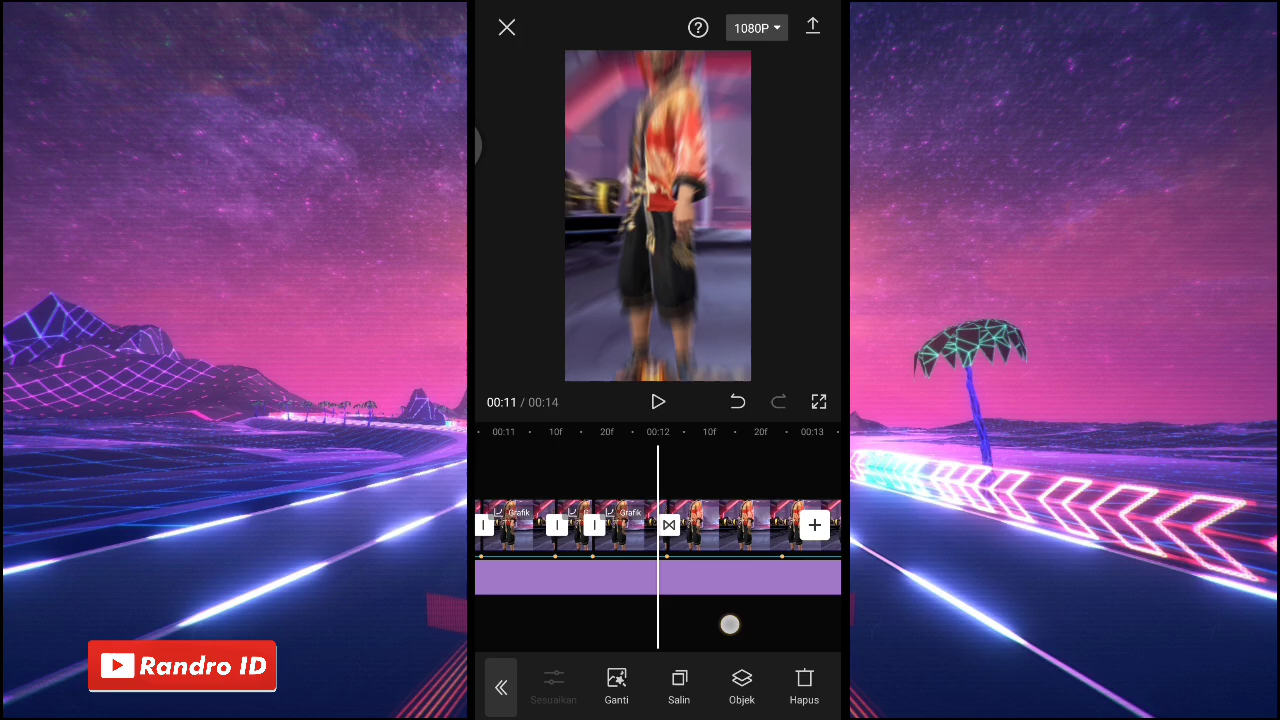 ?
1080P
00:11 / 00:14
00:11 10f 20f 00:12 10f 20f 00:13
Grafik Grafik
Randro ID
Sesuaikan Ganti Salin Objek Hapus